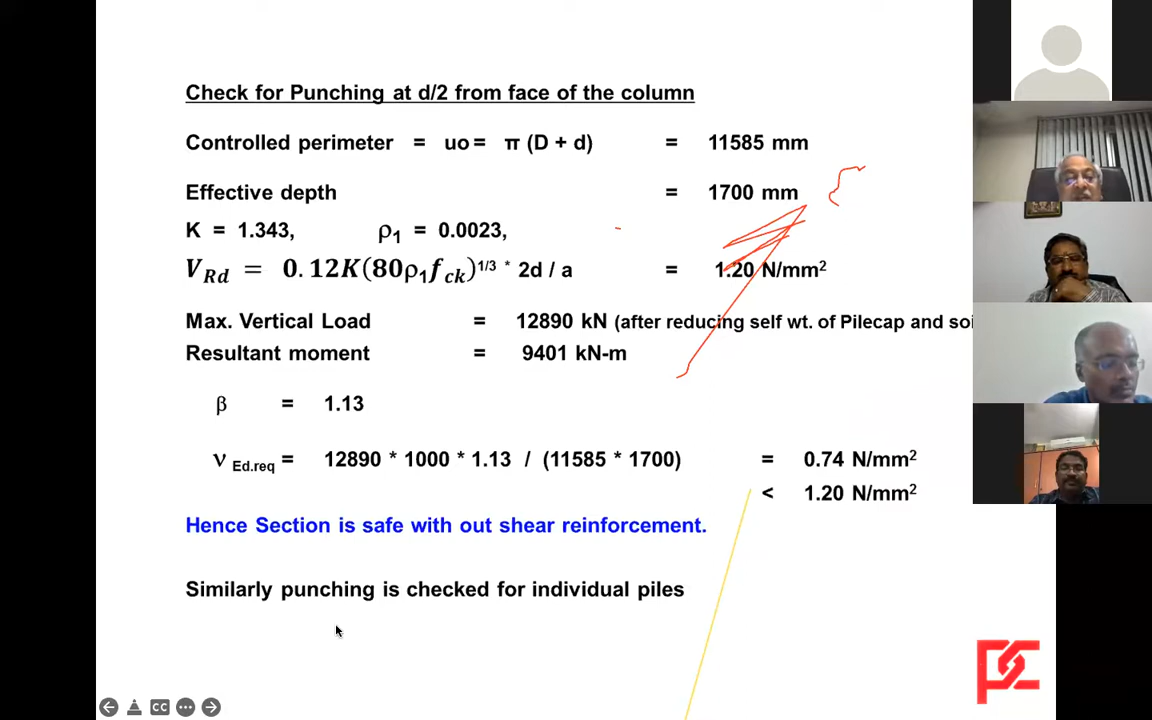 Check for Punching at d/2 from face of the column
Controlled perimeter = uo = π (D + d) = 11585 mm
Effective depth = 1700 mm
K = 1.343, ρ1 = 0.0023,
VRd = 0.12K(80ρ1fck)1/3 * 2d / a = 1.20 N/mm2
Max. Vertical Load = 12890 kN (after reducing self wt. of Pilecap and soi
Resultant moment = 9401 kN-m
β = 1.13
ν Ed.req = 12890 * 1000 * 1.13 / (11585 * 1700) = 0.74 N/mm2
< 1.20 N/mm2
Hence Section is safe with out shear reinforcement.
Similarly punching is checked for individual piles
CC